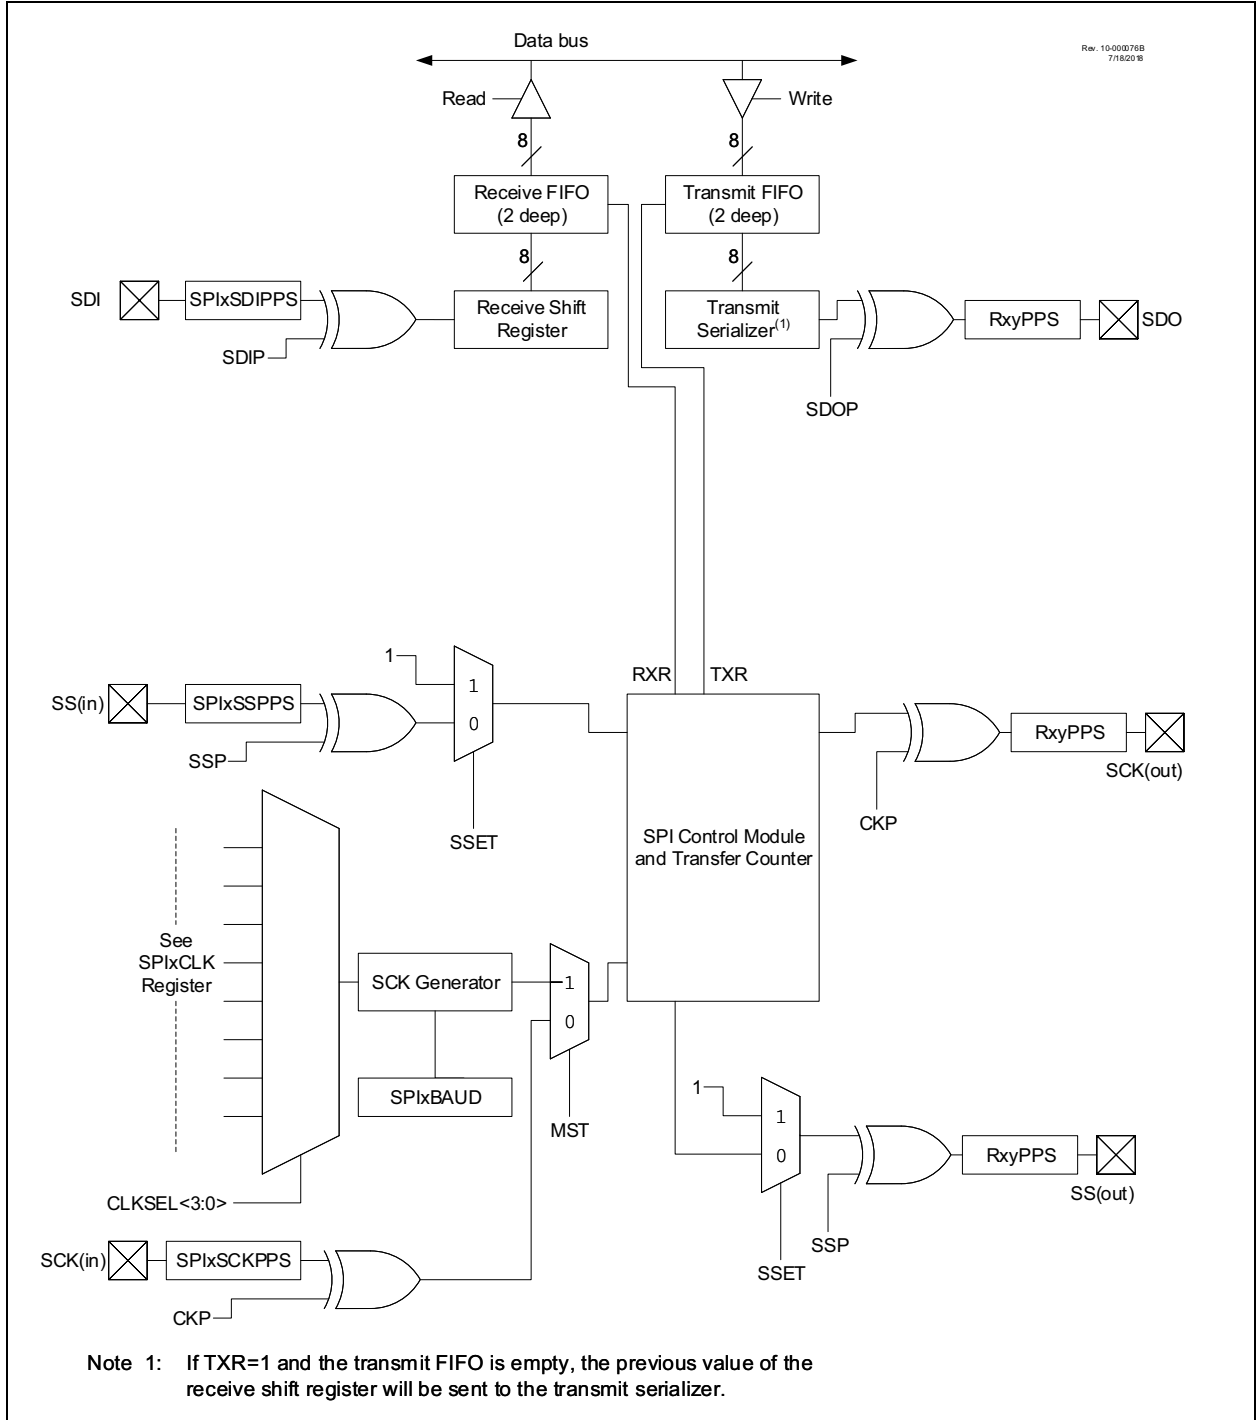 Data bus
Rev. 10-000076B
7/18/2018
Read
Write
8
8
Receive FIFO
(2 deep)
Transmit FIFO
(2 deep)
8
8
SDI
SPIxSDIPPS
SDIP
Receive Shift
Register
Transmit
Serializer(1)
RxyPPS
SDO
SDOP
RXR
TXR
1
SS(in)
SPIxSSPPS
SSP
1
0
SSET
SPI Control Module
and Transfer Counter
RxyPPS
SCK(out)
CKP
See
SPIxCLK
Register
SCK Generator
1
0
SPIxBAUD
MST
CLKSEL<3:0>
1
1
0
RxyPPS
SS(out)
SSP
SSET
SCK(in)
SPIxSCKPPS
CKP
Note 1: If TXR=1 and the transmit FIFO is empty, the previous value of the
receive shift register will be sent to the transmit serializer.